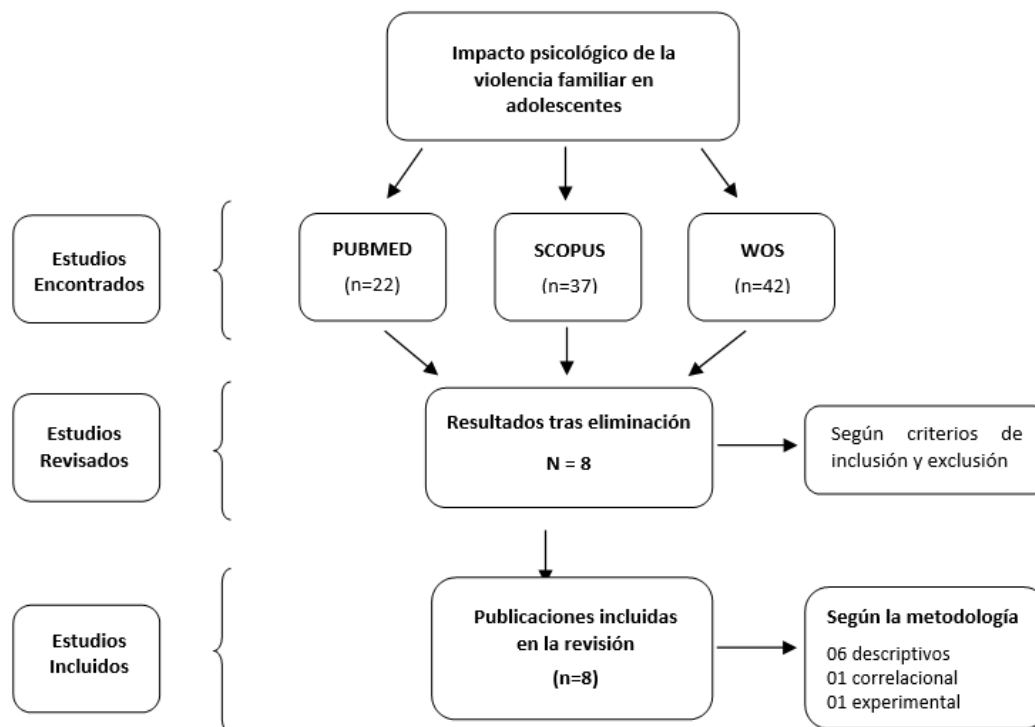 Impacto psicológico de la
violencia familiar en
adolescentes
Estudios
Encontrados
PUBMED
(n=22)
SCOPUS
(n=37)
WOS
(n=42)
Estudios
Revisados
Resultados tras eliminación
N = 8
Según criterios de
inclusión y exclusión
Estudios
Incluidos
Publicaciones incluidas
en la revisión
(n=8)
Según la metodología
06 descriptivos
01 correlacional
01 experimental